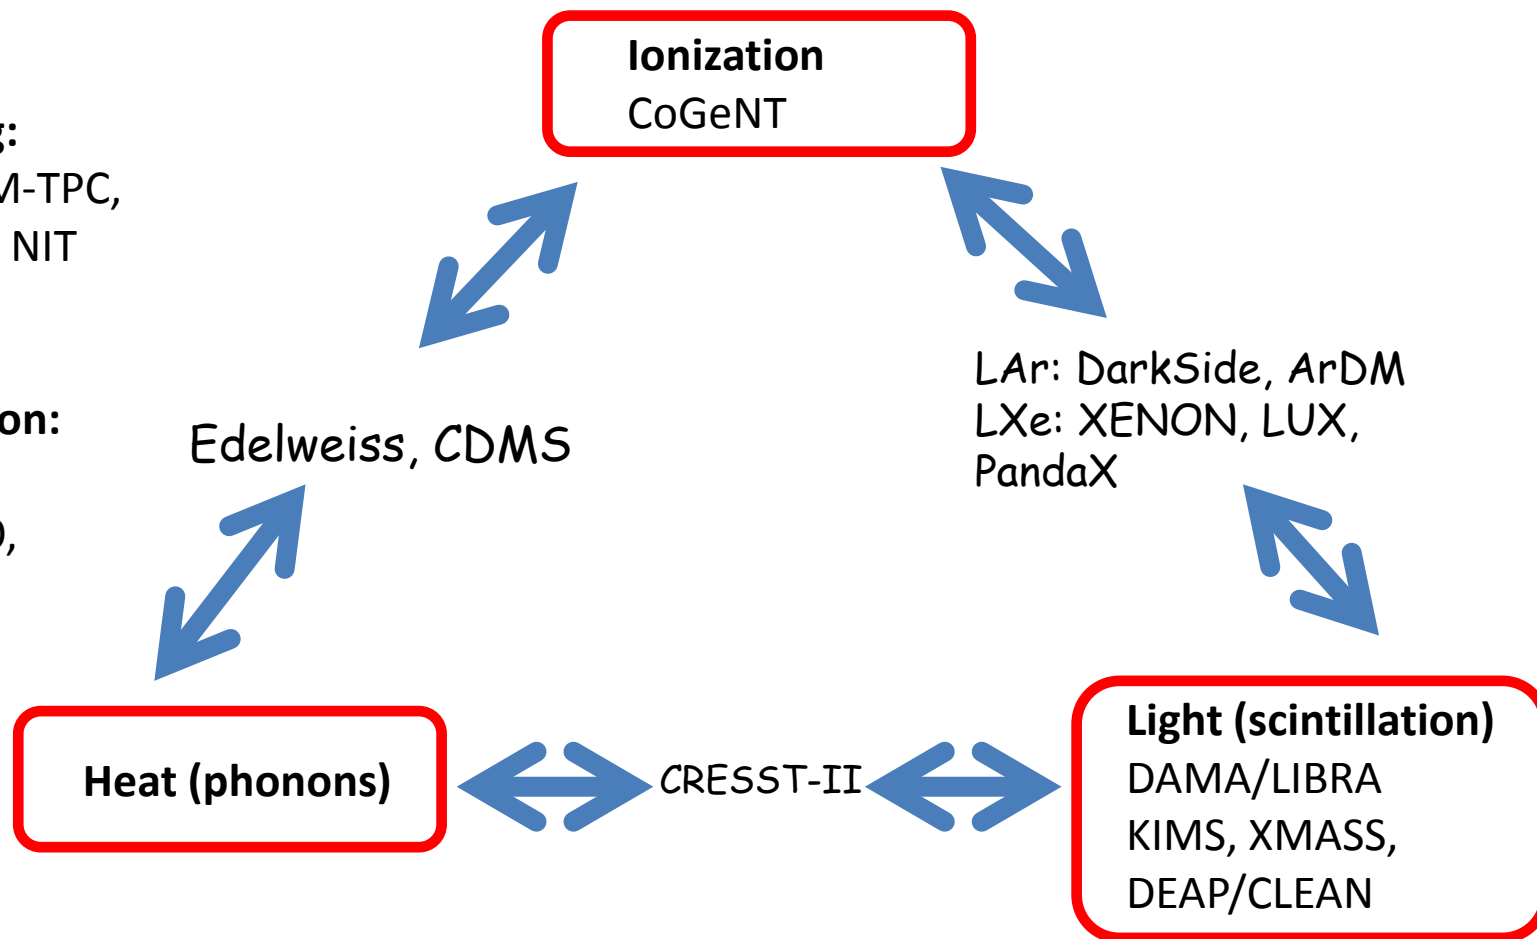 Ionization
CoGeNT
g:
M-TPC,
NIT
LAr: DarkSide, ArDM
LXe: XENON, LUX,
PandaX
on:
Edelweiss, CDMS
),
Heat (phonons)
CRESST-II
Light (scintillation)
DAMA/LIBRA
KIMS, XMASS,
DEAP/CLEAN